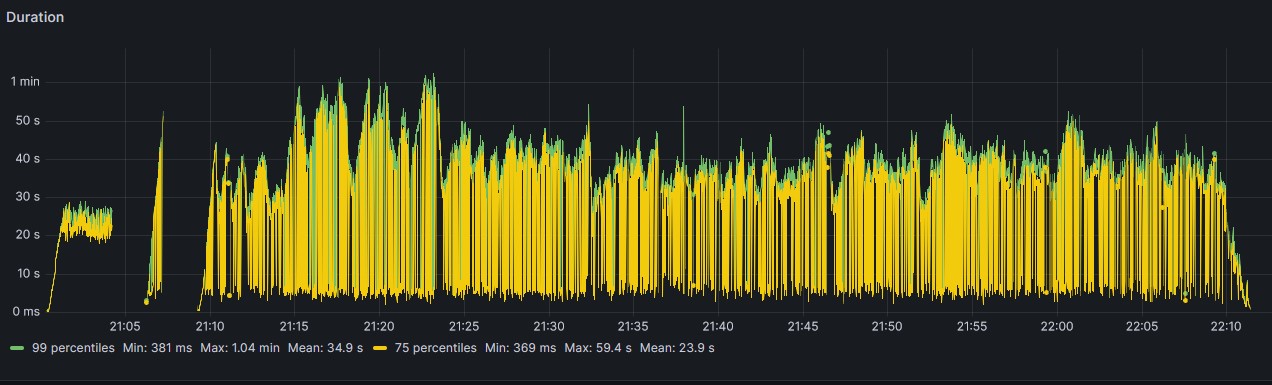 Duration
1 min
50 s
40 s
30 s
20 s
10 s
0 ms
21:05 21:10 21:15 21:20 21:25 21:30 21:35 21:40 21:45 21:50 21:55 22:00 22:05 22:10
99 percentiles Min: 381 ms Max: 1.04 min Mean: 34.9 s 75 percentiles Min: 369 ms Max: 59.4 s Mean: 23.9 s